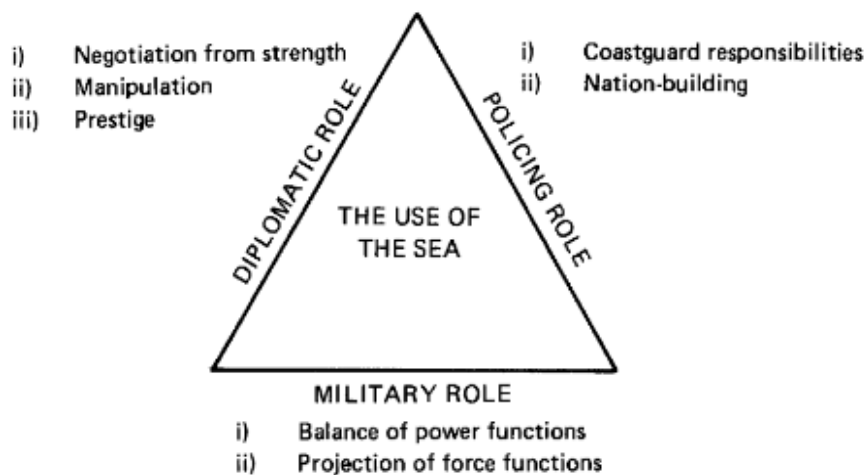 i) Negotiation from strength
ii) Manipulation
iii) Prestige
i) Coastguard responsibilities
ii) Nation-building
DIPLOMATIC ROLE
POLICING ROLE
THE USE OF
THE SEA
MILITARY ROLE
i) Balance of power functions
ii) Projection of force functions